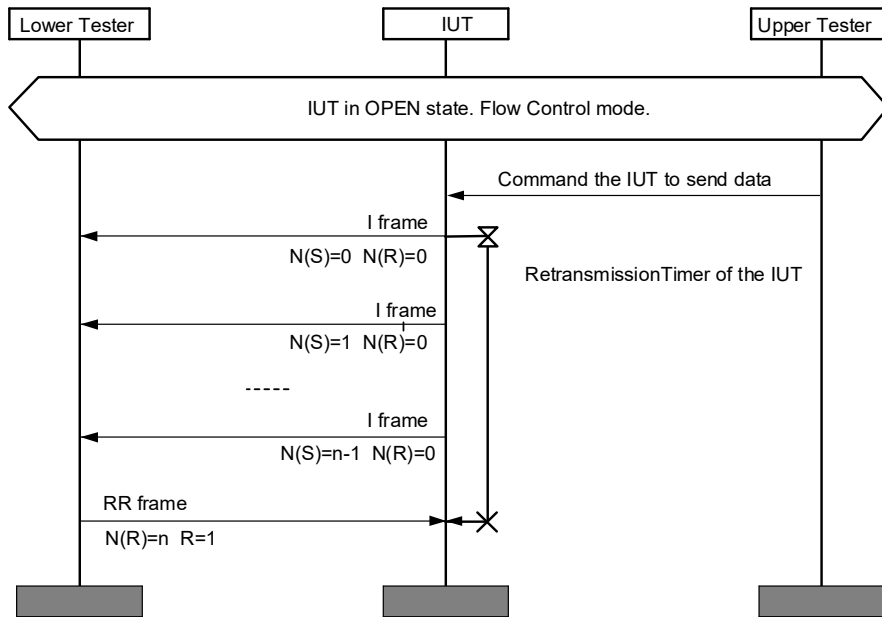 Lower Tester
IUT
Upper Tester
IUT in OPEN state. Flow Control mode.
Command the IUT to send data
I frame
N(S)=0 N(R)=0
RetransmissionTimer of the IUT
I frame
N(S)=1 N(R)=0
-----
I frame
N(S)=n-1 N(R)=0
RR frame
N(R)=n R=1